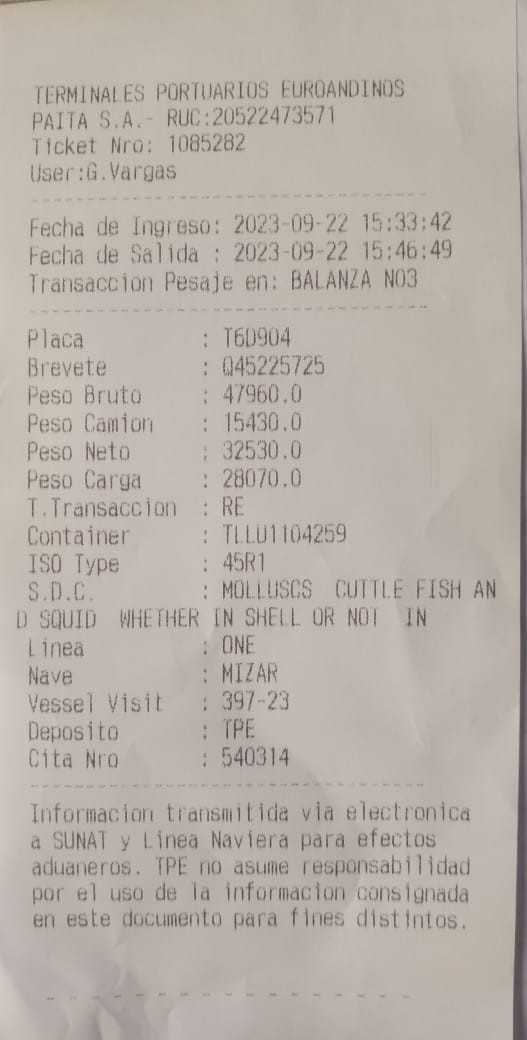 TERMINALES PORTUARIOS EUROANDINOS
PAITA S.A.- RUC:20522473571
Ticket Nro: 1085282
User:G.Vargas
Fecha de Ingreso: 2023-09-22 15:33:42
Fecha de Salida : 2023-09-22 15:46:49
Transaccion Pesaje en: BALANZA NO3
Placa : T6D904
Brevete : Q45225725
Peso Bruto : 47960.0
Peso Camion : 15430.0
Peso Neto : 32530.0
Peso Carga : 28070.0
T.Transaccion : RE
Container : TLLU1104259
ISO Type : 45R1
S.D.C. : MOLLUSCS CUTTLE FISH AN
D SQUID WHETHER IN SHELL OR NOT IN
Linea : ONE
Nave : MIZAR
Vessel Visit : 397-23
Deposito : TPE
Cita Nro : 540314
Informacion transmitida via electronica
a SUNAT y Linea Naviera para efectos
aduaneros. TPE no asume responsabilidad
por el uso de la informacion consignada
en este documento para fines distintos.